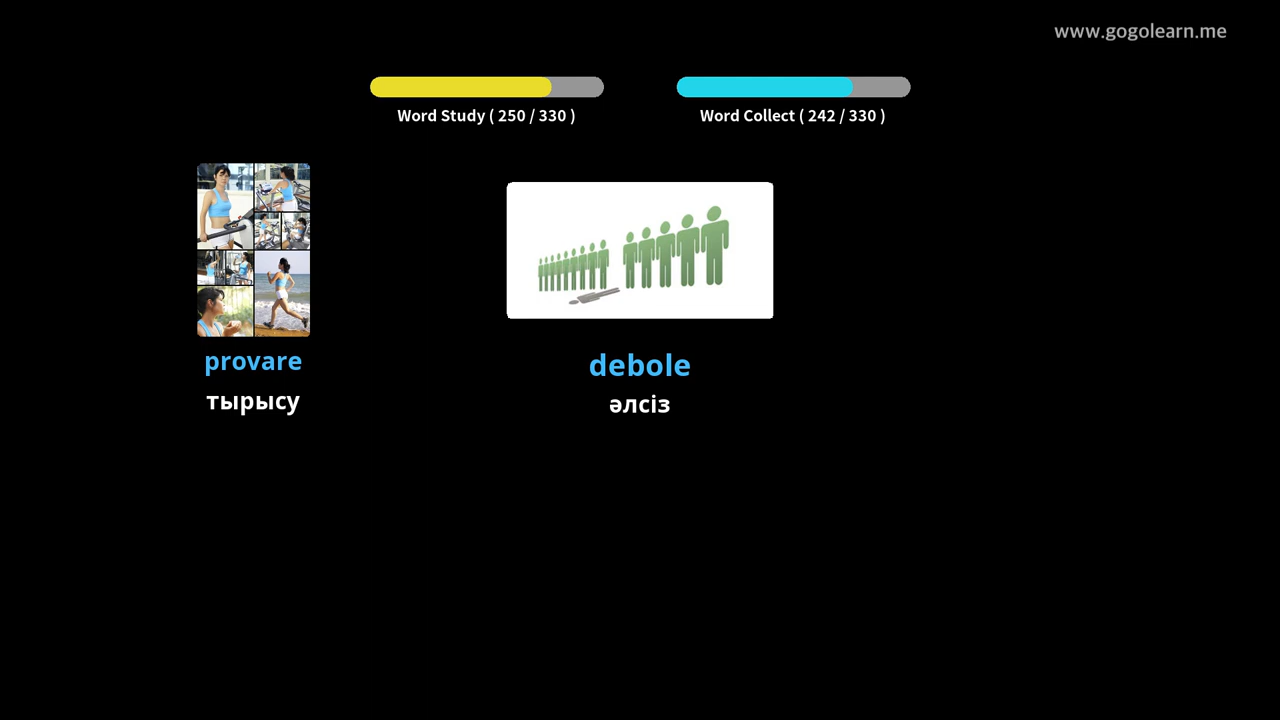 www.gogolearn.me
Word Study ( 250 / 330 )
Word Collect ( 242 / 330 )
provare
тырысу
debole
әлсіз